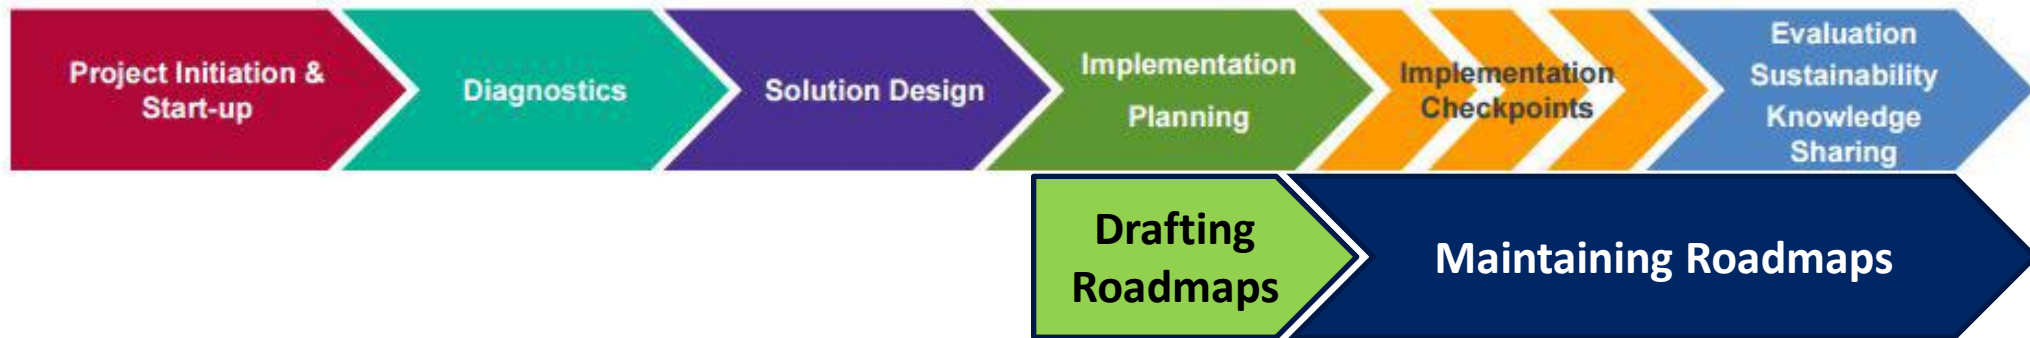 Project Initiation &
Start-up
Diagnostics
Solution Design
Implementation
Planning
Implementation
Checkpoints
Evaluation
Sustainability
Knowledge
Sharing
Drafting
Roadmaps
Maintaining Roadmaps